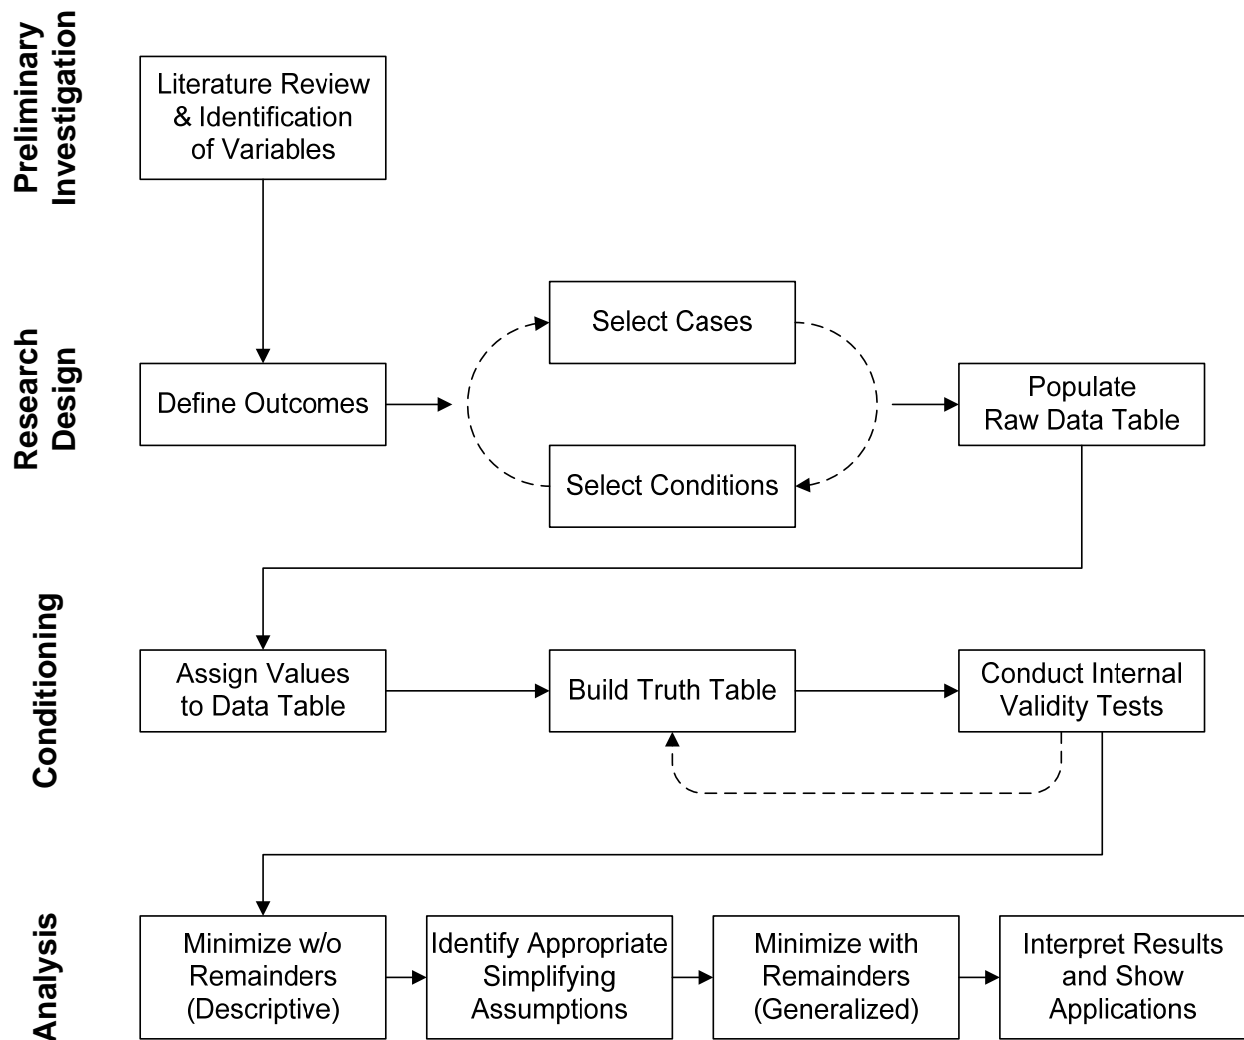 Preliminary
Investigation
Literature Review
& Identification
of Variables
Research
Design
Define Outcomes
Select Cases
Select Conditions
Populate
Raw Data Table
Conditioning
Assign Values
to Data Table
Build Truth Table
Conduct Internal
Validity Tests
Analysis
Minimize w/o
Remainders
(Descriptive)
Identify Appropriate
Simplifying
Assumptions
Minimize with
Remainders
(Generalized)
Interpret Results
and Show
Applications